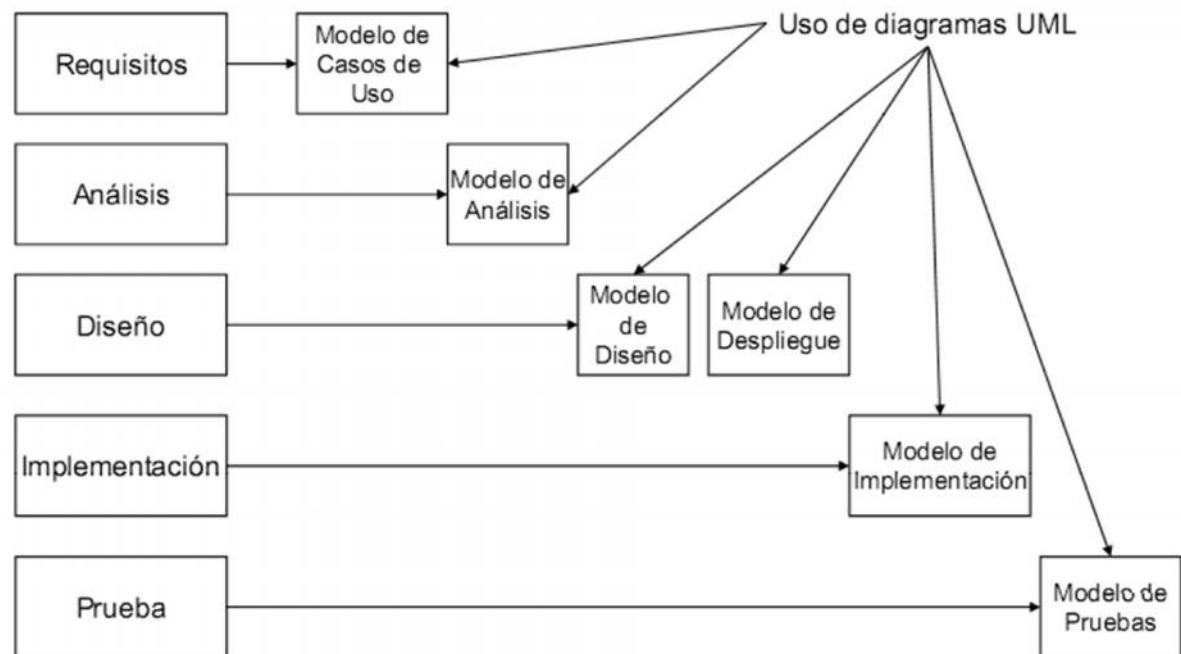 Requisitos
Modelo de
Casos de
Uso
Uso de diagramas UML
Análisis
Modelo de
Análisis
Diseño
Modelo
de
Diseño
Modelo de
Despliegue
Implementación
Modelo de
Implementación
Prueba
Modelo de
Pruebas